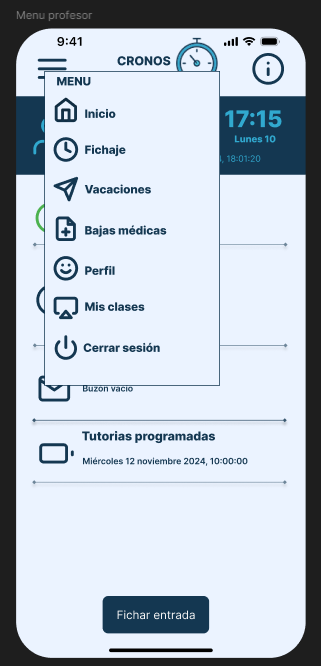 Menu profesor
9:41
CRONOS
MENU
Inicio
17:15
Fichaje
Lunes 10
18:01:20
Vacaciones
Bajas médicas
Perfil
Mis clases
Cerrar sesión
Buzón vacío
Tutorias programadas
Miércoles 12 noviembre 2024, 10:00:00
Fichar entrada